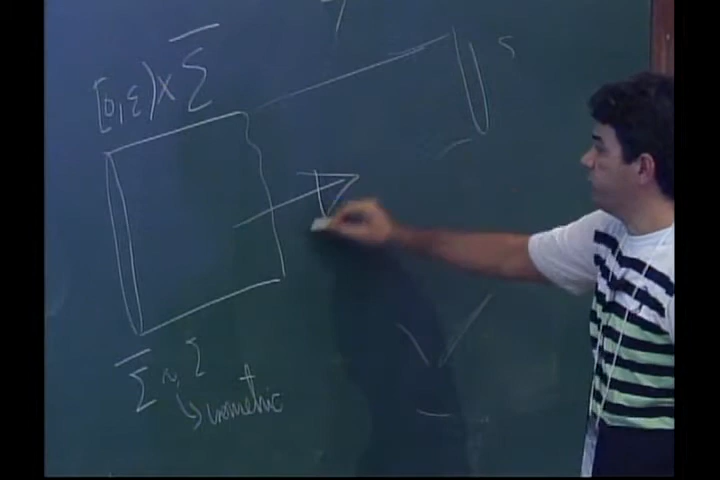 [0,ε) × Σ̅
S
Σ̅ ~ Σ
↳ isometric